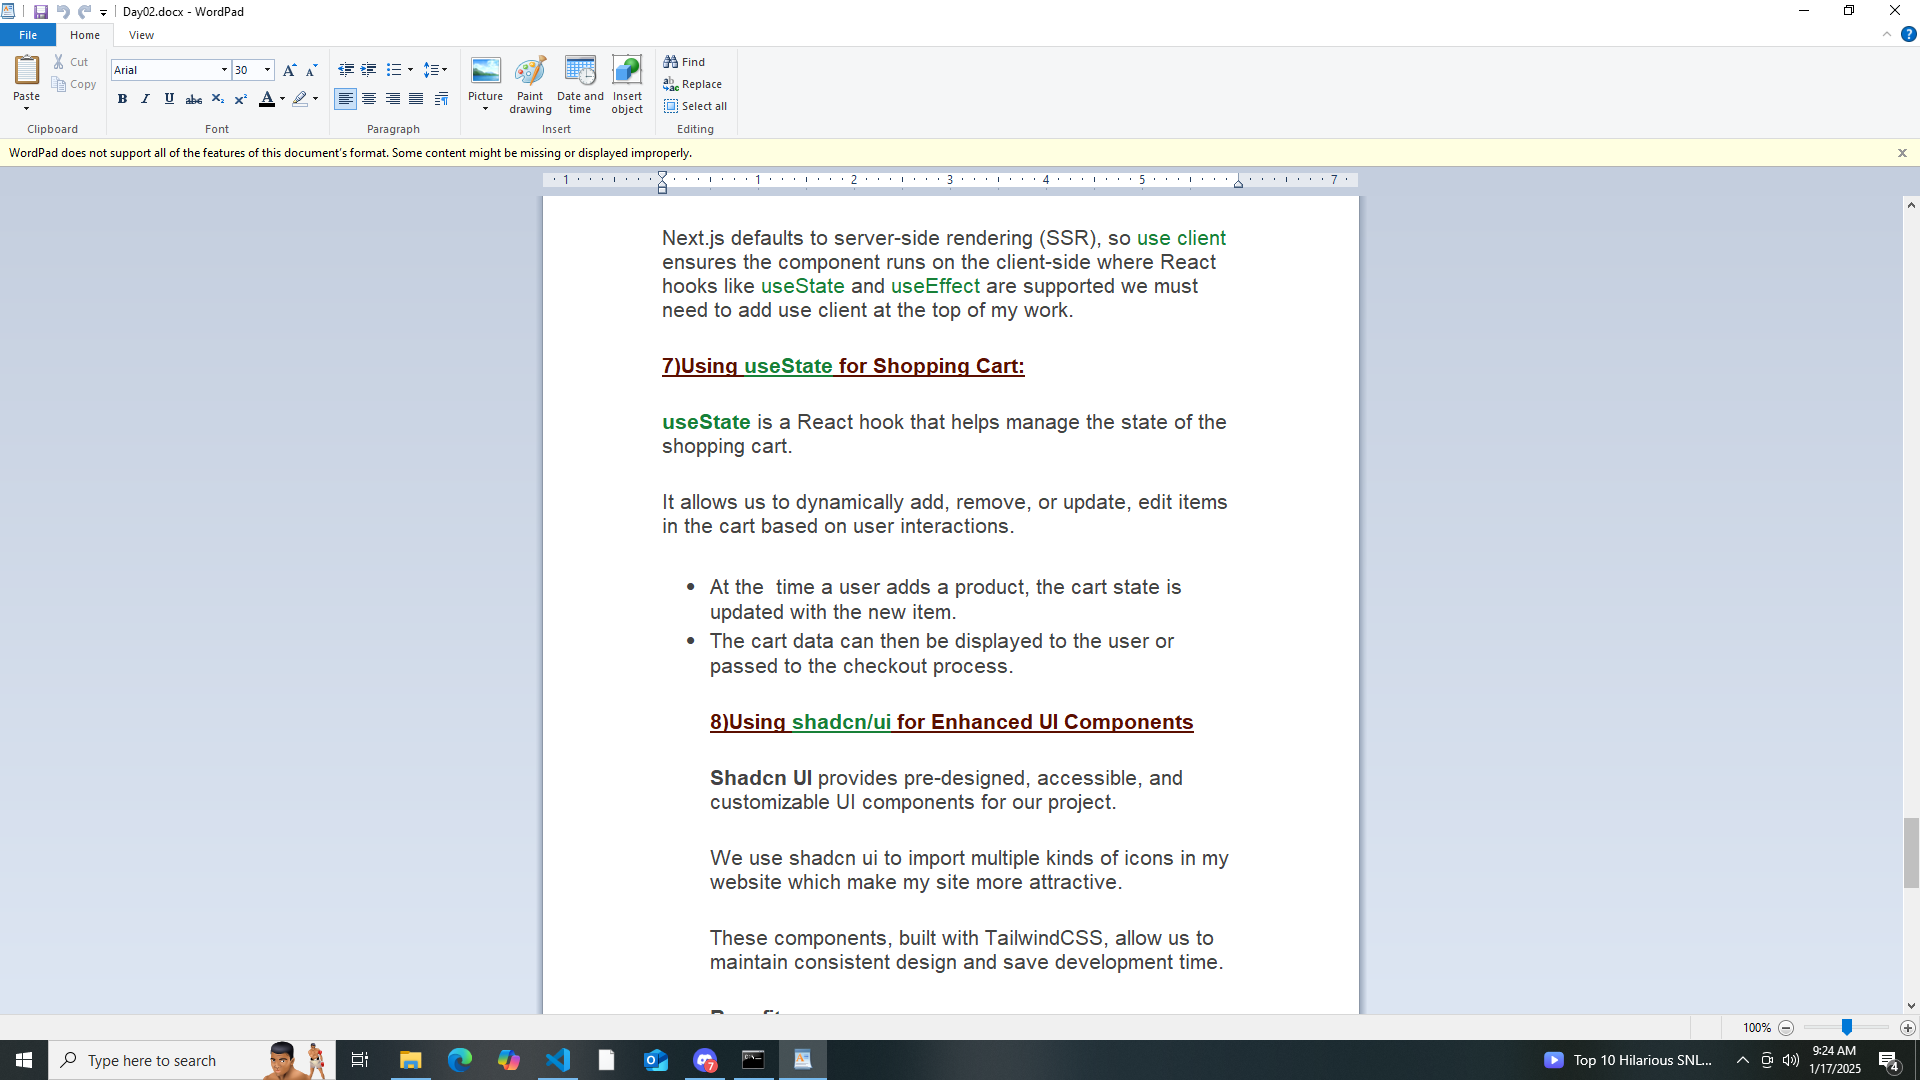 Day02.docx - WordPad
File Home View
Paste Cut Copy Clipboard
Arial 30
Font
Paragraph
Picture Paint drawing Date and time Insert object
Insert
Find
Replace
Select all
Editing
WordPad does not support all of the features of this document's format. Some content might be missing or displayed improperly.
1 1 2 3 4 5 7
Next.js defaults to server-side rendering (SSR), so use client
ensures the component runs on the client-side where React
hooks like useState and useEffect are supported we must
need to add use client at the top of my work.
7)Using useState for Shopping Cart:
useState is a React hook that helps manage the state of the
shopping cart.
It allows us to dynamically add, remove, or update, edit items
in the cart based on user interactions.
• At the  time a user adds a product, the cart state is
updated with the new item.
• The cart data can then be displayed to the user or
passed to the checkout process.
8)Using shadcn/ui for Enhanced UI Components
Shadcn UI provides pre-designed, accessible, and
customizable UI components for our project.
We use shadcn ui to import multiple kinds of icons in my
website which make my site more attractive.
These components, built with TailwindCSS, allow us to
maintain consistent design and save development time.
100%
Type here to search
7
Top 10 Hilarious SNL...
9:24 AM
1/17/2025
4